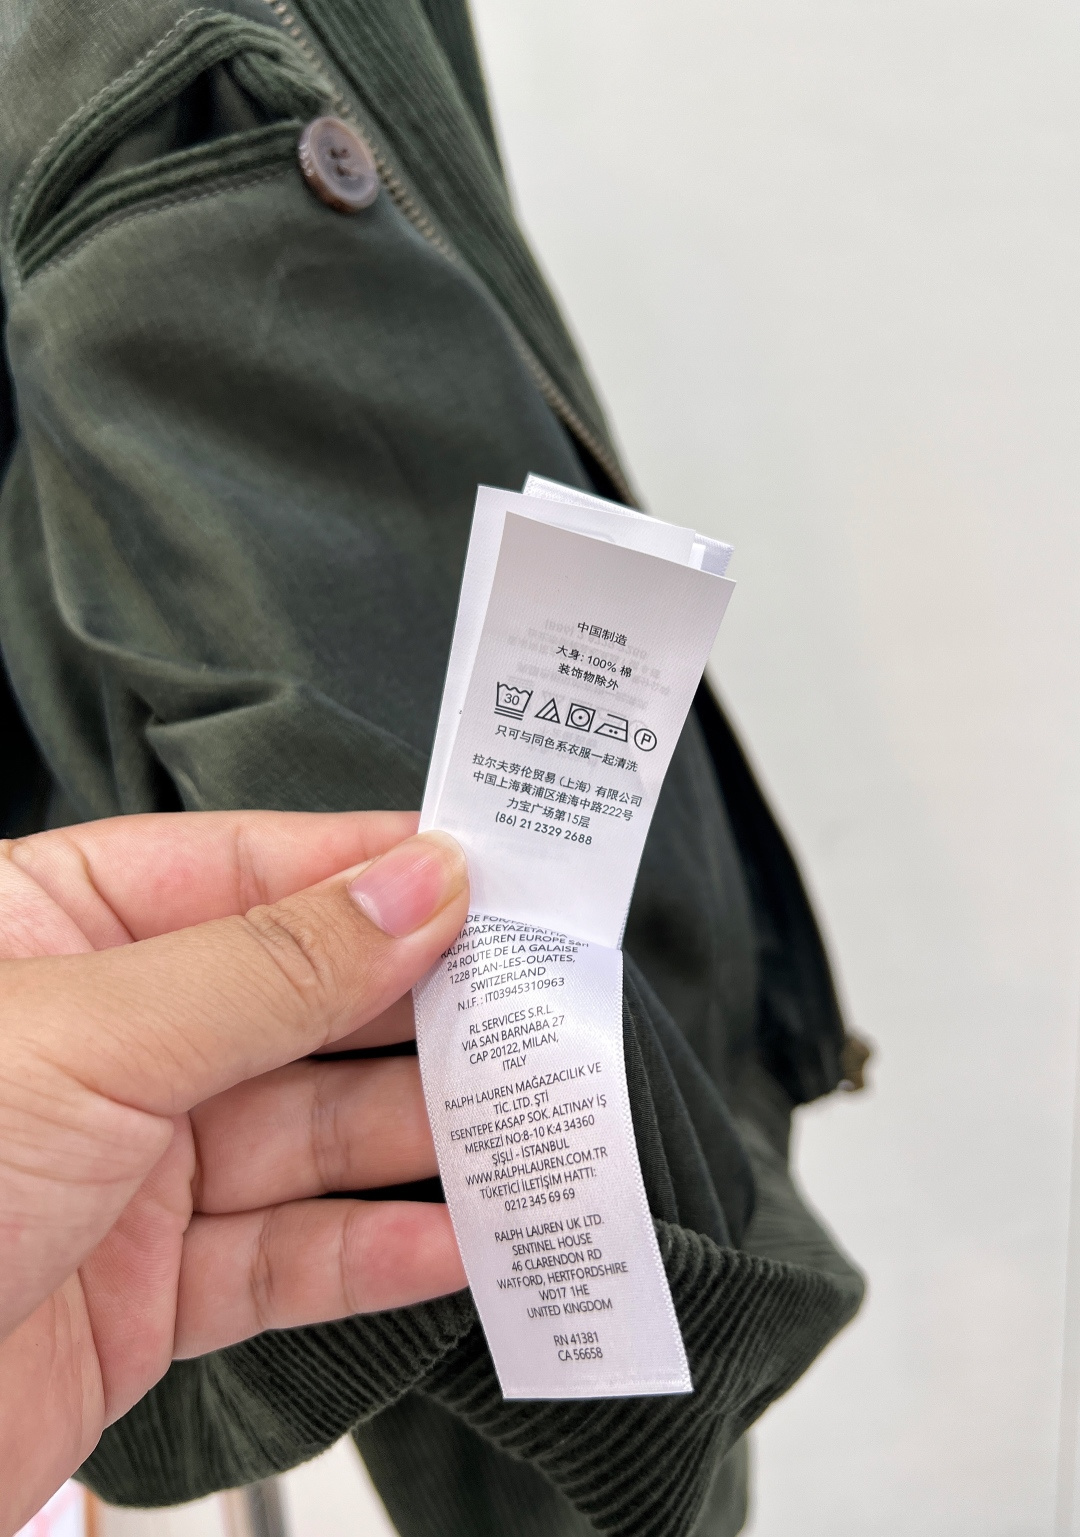 中国制造
大身: 100% 棉
装饰物除外
30
P
只可与同色系衣服一起清洗
拉尔夫劳伦贸易 (上海) 有限公司
中国上海黄浦区淮海中路222号
力宝广场第15层
(86) 21 2329 2688
RALPH LAUREN EUROPE Sàrl
24 ROUTE DE LA GALAISE
1228 PLAN-LES-OUATES,
SWITZERLAND
N.I.F.: IT03945310963
RL SERVICES S.R.L.
VIA SAN BARNABA 27
CAP 20122, MILAN,
ITALY
RALPH LAUREN MAĞAZACILIK VE
TİC. LTD. ŞTİ
ESENTEPE KASAP SOK. ALTINAY İŞ
MERKEZİ NO:8-10 K:4 34360
ŞİŞLİ - İSTANBUL
WWW.RALPHLAUREN.COM.TR
TÜKETİCİ İLETİŞİM HATTI:
0212 345 69 69
RALPH LAUREN UK LTD.
SENTINEL HOUSE
46 CLARENDON RD
WATFORD, HERTFORDSHIRE
WD17 1HE
UNITED KINGDOM
RN 41381
CA 56658